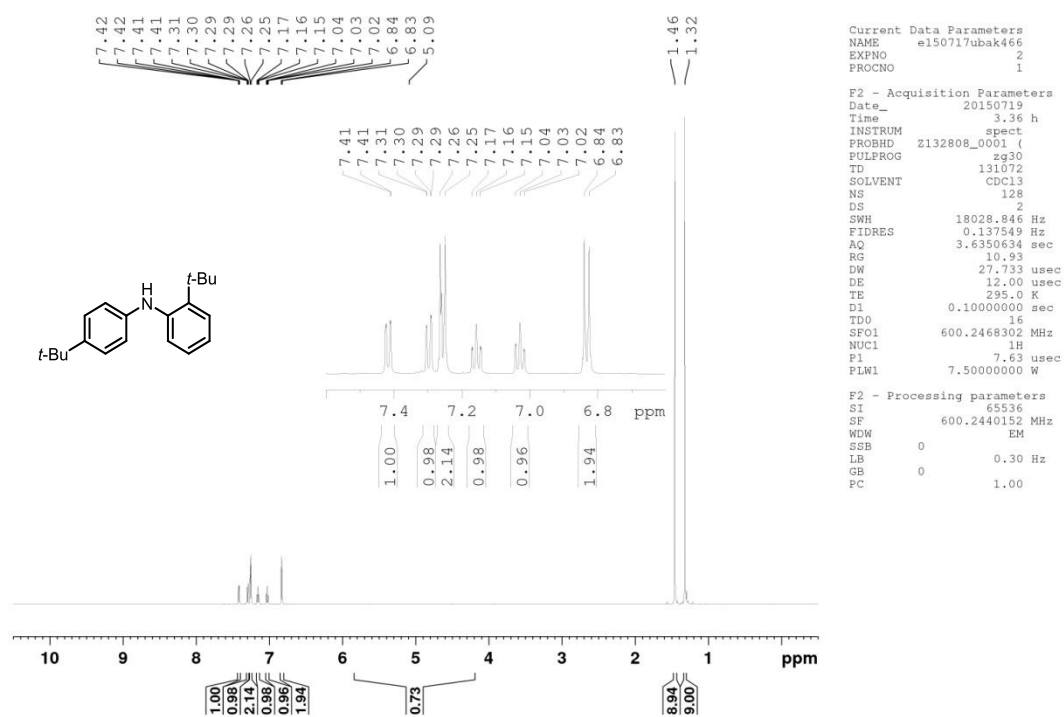 7.42
7.42
7.41
7.41
7.31
7.30
7.29
7.29
7.26
7.25
7.17
7.16
7.15
7.04
7.03
7.02
6.84
6.83
5.09
1.46
1.32
7.41
7.41
7.31
7.30
7.29
7.29
7.26
7.25
7.17
7.16
7.15
7.04
7.03
7.02
6.84
6.83
H
N
t-Bu
t-Bu
7.4 7.2 7.0 6.8 ppm
1.00
0.98
2.14
0.98
0.96
1.94
10 9 8 7 6 5 4 3 2 1 ppm
1.00
0.98
2.14
0.98
0.96
1.94
0.73
8.94
9.00
Current Data Parameters
NAME e150717ubak466
EXPNO 2
PROCNO 1
F2 - Acquisition Parameters
Date_ 20150719
Time 3.36 h
INSTRUM spect
PROBHD Z132808_0001 (
PULPROG zg30
TD 131072
SOLVENT CDCl3
NS 128
DS 2
SWH 18028.846 Hz
FIDRES 0.137549 Hz
AQ 3.6350634 sec
RG 10.93
DW 27.733 usec
DE 12.00 usec
TE 295.0 K
D1 0.10000000 sec
TD0 16
SFO1 600.2468302 MHz
NUC1 1H
P1 7.63 usec
PLW1 7.50000000 W
F2 - Processing parameters
SI 65536
SF 600.2440152 MHz
WDW EM
SSB 0
LB 0.30 Hz
GB 0
PC 1.00